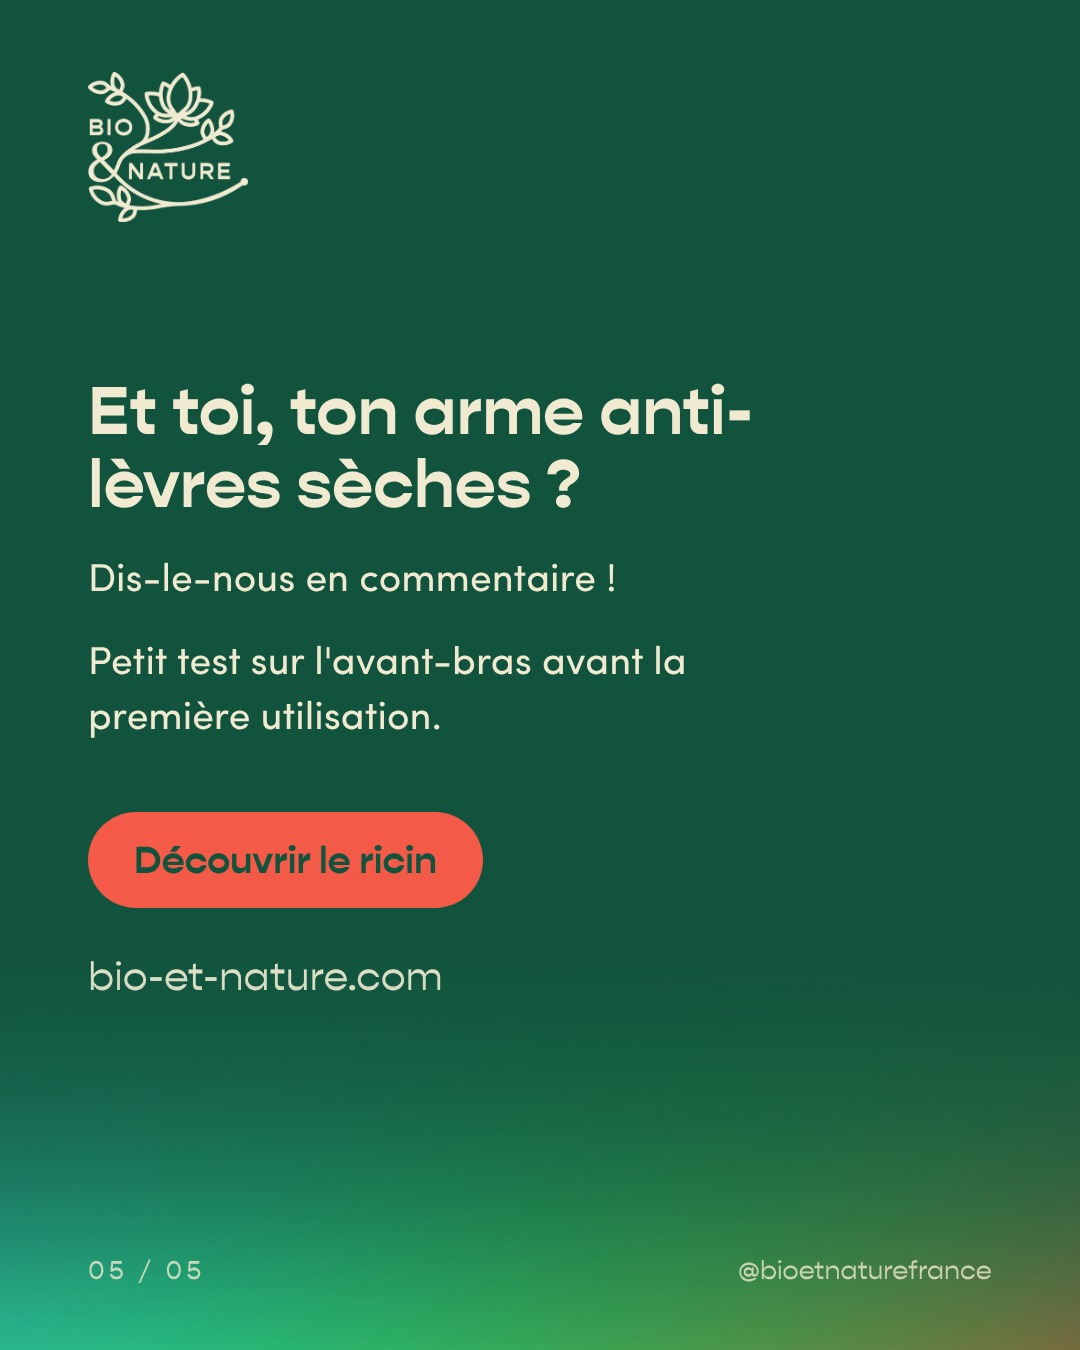 BIO
& NATURE
Et toi, ton arme anti-
lèvres sèches ?
Dis-le-nous en commentaire !
Petit test sur l'avant-bras avant la
première utilisation.
Découvrir le ricin
bio-et-nature.com
05 / 05
@bioetnaturefrance